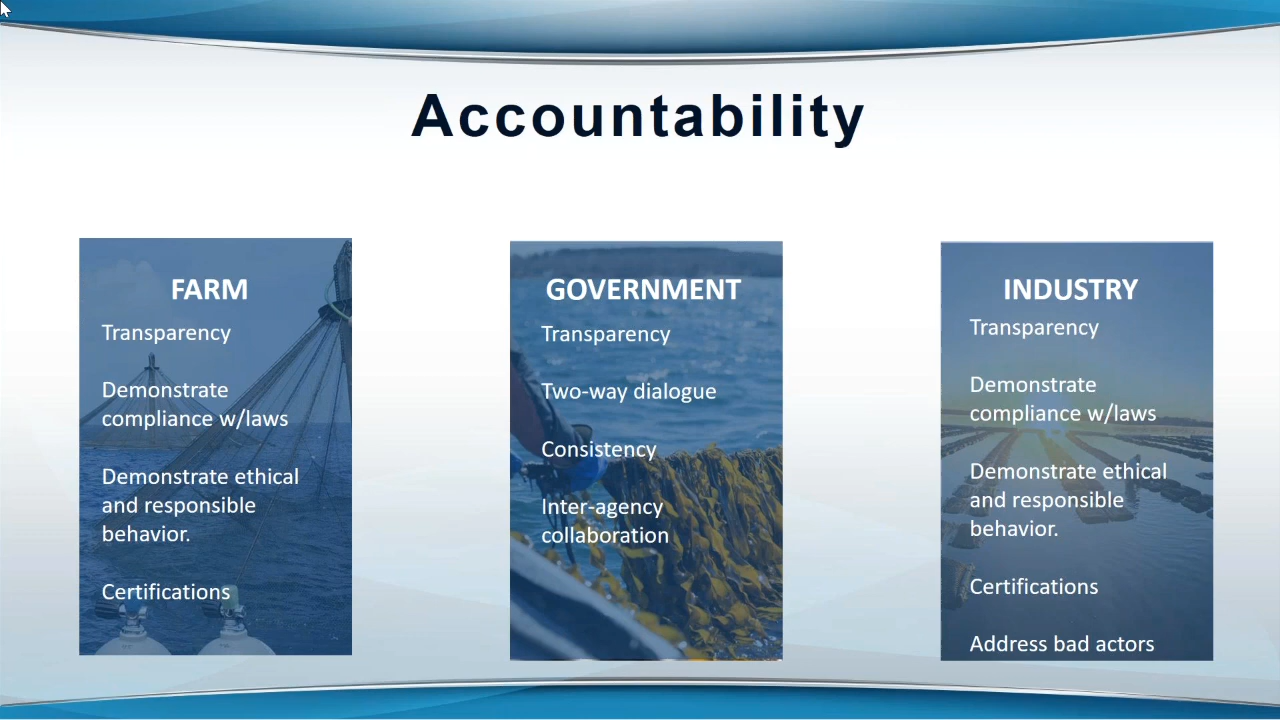 Accountability
FARM
Transparency
Demonstrate
compliance w/laws
Demonstrate ethical
and responsible
behavior.
Certifications
GOVERNMENT
Transparency
Two-way dialogue
Consistency
Inter-agency
collaboration
INDUSTRY
Transparency
Demonstrate
compliance w/laws
Demonstrate ethical
and responsible
behavior.
Certifications
Address bad actors